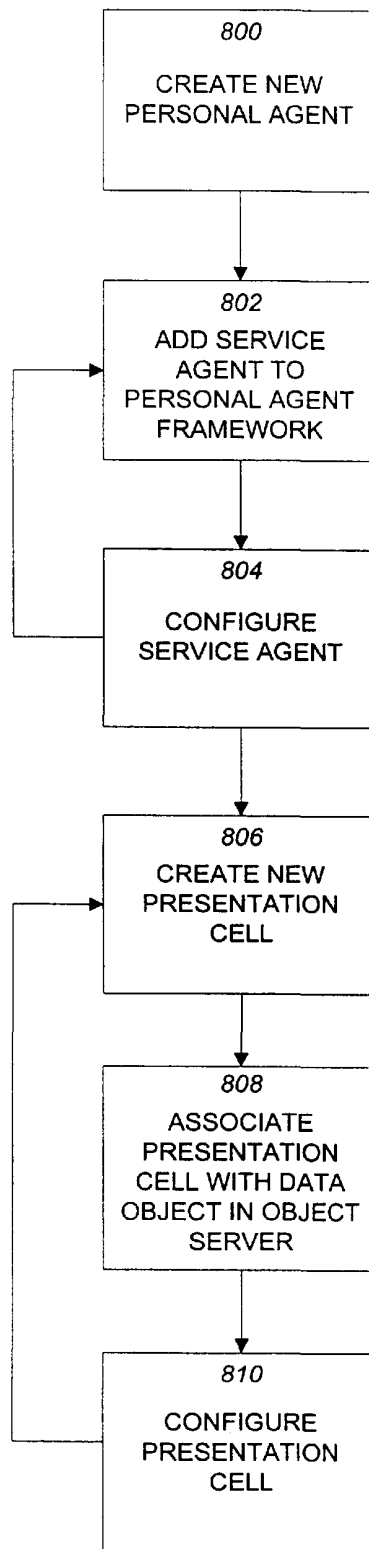 800
CREATE NEW
PERSONAL AGENT
802
ADD SERVICE
AGENT TO
PERSONAL AGENT
FRAMEWORK
804
CONFIGURE
SERVICE AGENT
806
CREATE NEW
PRESENTATION
CELL
808
ASSOCIATE
PRESENTATION
CELL WITH DATA
OBJECT IN OBJECT
SERVER
810
CONFIGURE
PRESENTATION
CELL